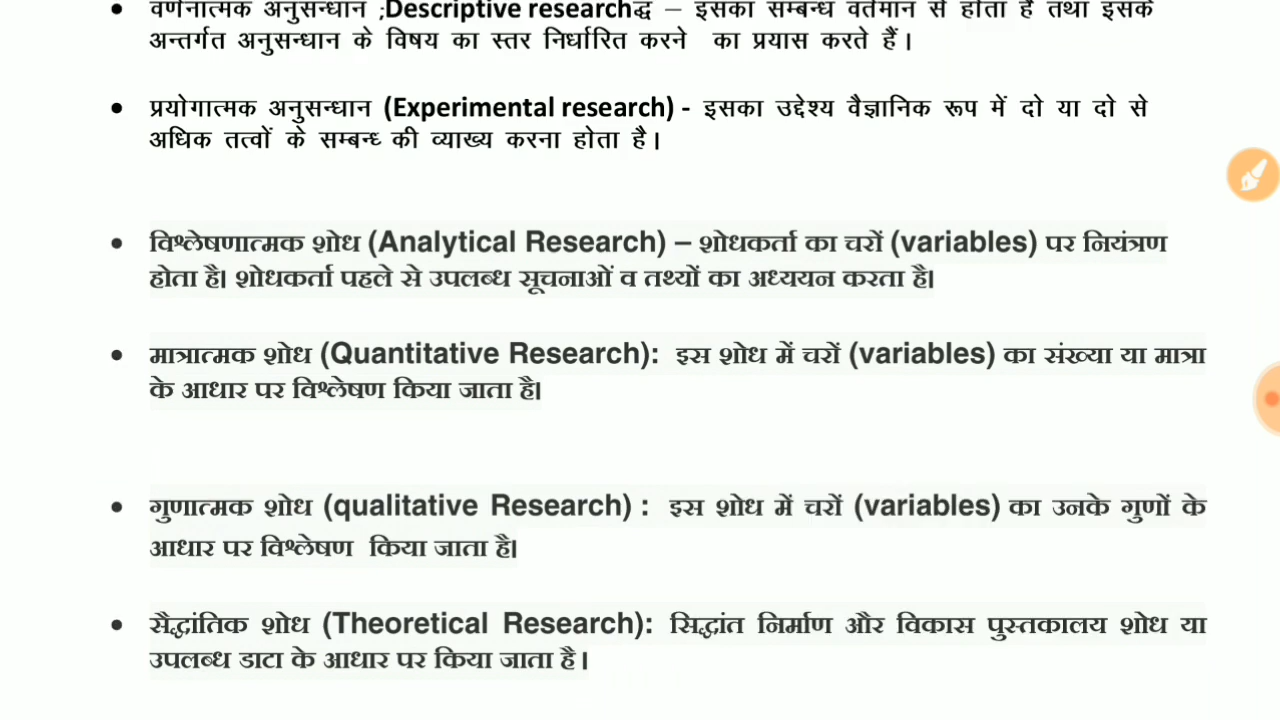 वर्णनात्मक अनुसन्धान ;Descriptive researchद्ध – इसका सम्बन्ध वर्तमान से होता है तथा इसके
अन्तर्गत अनुसन्धान के विषय का स्तर निर्धारित करने का प्रयास करते हैं।
प्रयोगात्मक अनुसन्धान (Experimental research) - इसका उद्देश्य वैज्ञानिक रूप में दो या दो से
अधिक तत्वों के सम्बन्ध की व्याख्य करना होता है।
विश्लेषणात्मक शोध (Analytical Research) – शोधकर्ता का चरों (variables) पर नियंत्रण
होता है। शोधकर्ता पहले से उपलब्ध सूचनाओं व तथ्यों का अध्ययन करता है।
मात्रात्मक शोध (Quantitative Research): इस शोध में चरों (variables) का संख्या या मात्रा
के आधार पर विश्लेषण किया जाता है।
गुणात्मक शोध (qualitative Research) : इस शोध में चरों (variables) का उनके गुणों के
आधार पर विश्लेषण किया जाता है।
सैद्धांतिक शोध (Theoretical Research): सिद्धांत निर्माण और विकास पुस्तकालय शोध या
उपलब्ध डाटा के आधार पर किया जाता है।